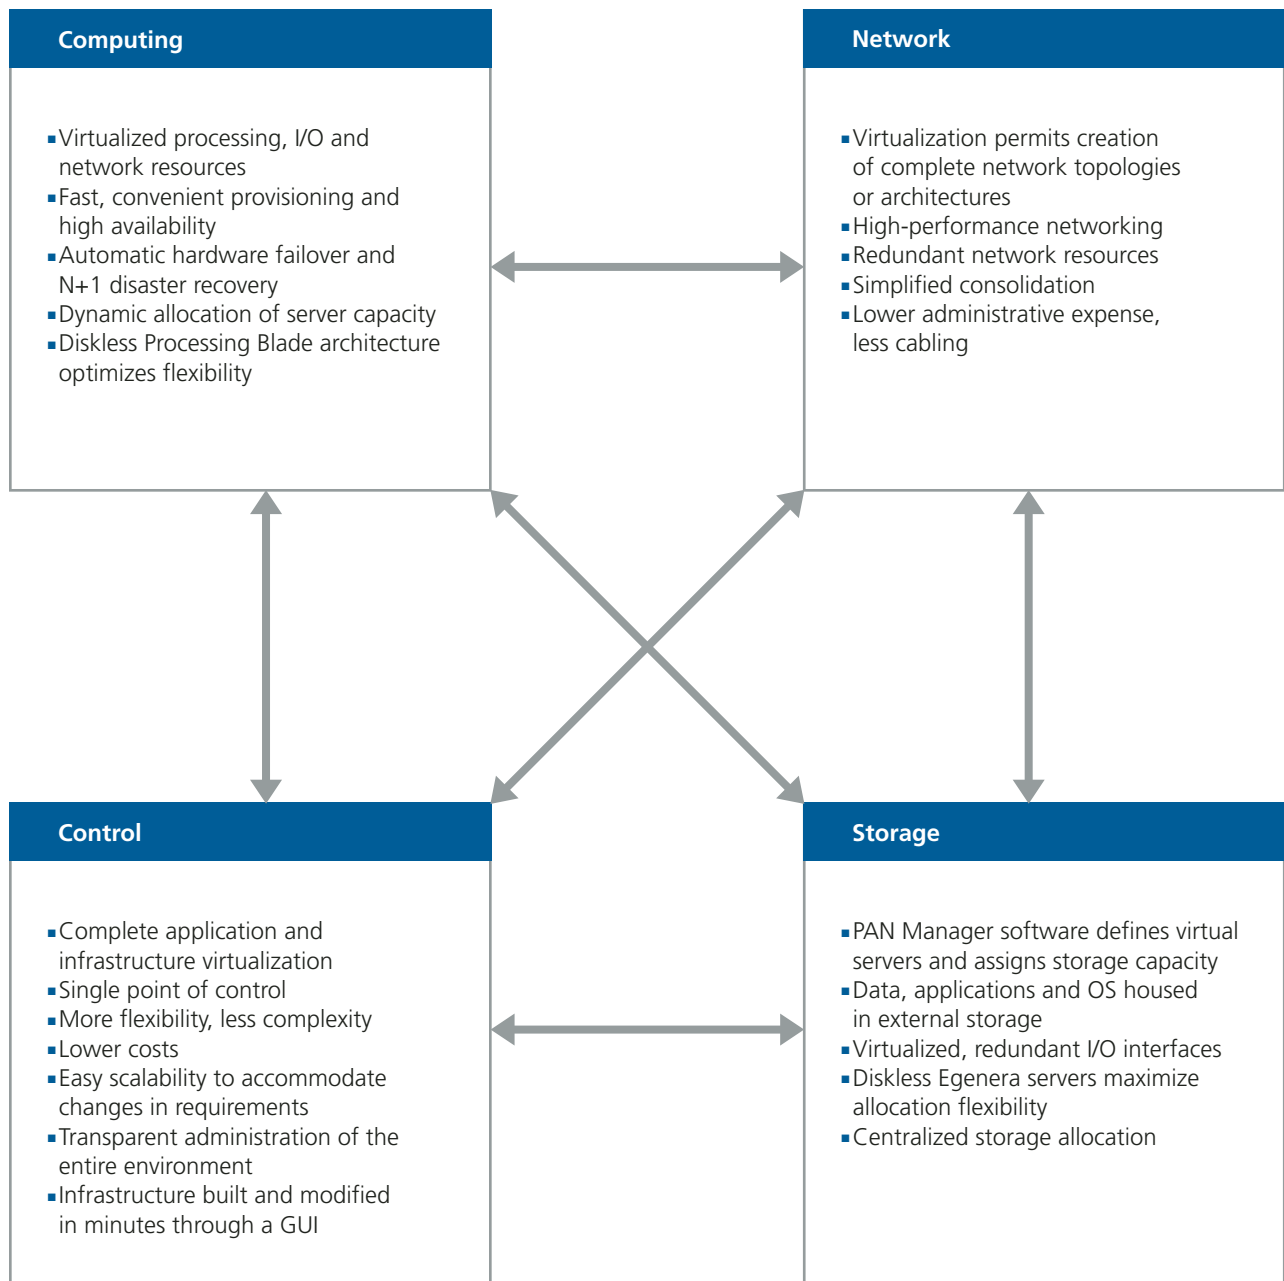 Computing
■Virtualized processing, I/O and
network resources
■Fast, convenient provisioning and
high availability
■Automatic hardware failover and
N+1 disaster recovery
■Dynamic allocation of server capacity
■Diskless Processing Blade architecture
optimizes flexibility
Network
■Virtualization permits creation
of complete network topologies
or architectures
■High-performance networking
■Redundant network resources
■Simplified consolidation
■Lower administrative expense,
less cabling
Control
■Complete application and
infrastructure virtualization
■Single point of control
■More flexibility, less complexity
■Lower costs
■Easy scalability to accommodate
changes in requirements
■Transparent administration of the
entire environment
■Infrastructure built and modified
in minutes through a GUI
Storage
■PAN Manager software defines virtual
servers and assigns storage capacity
■Data, applications and OS housed
in external storage
■Virtualized, redundant I/O interfaces
■Diskless Egenera servers maximize
allocation flexibility
■Centralized storage allocation